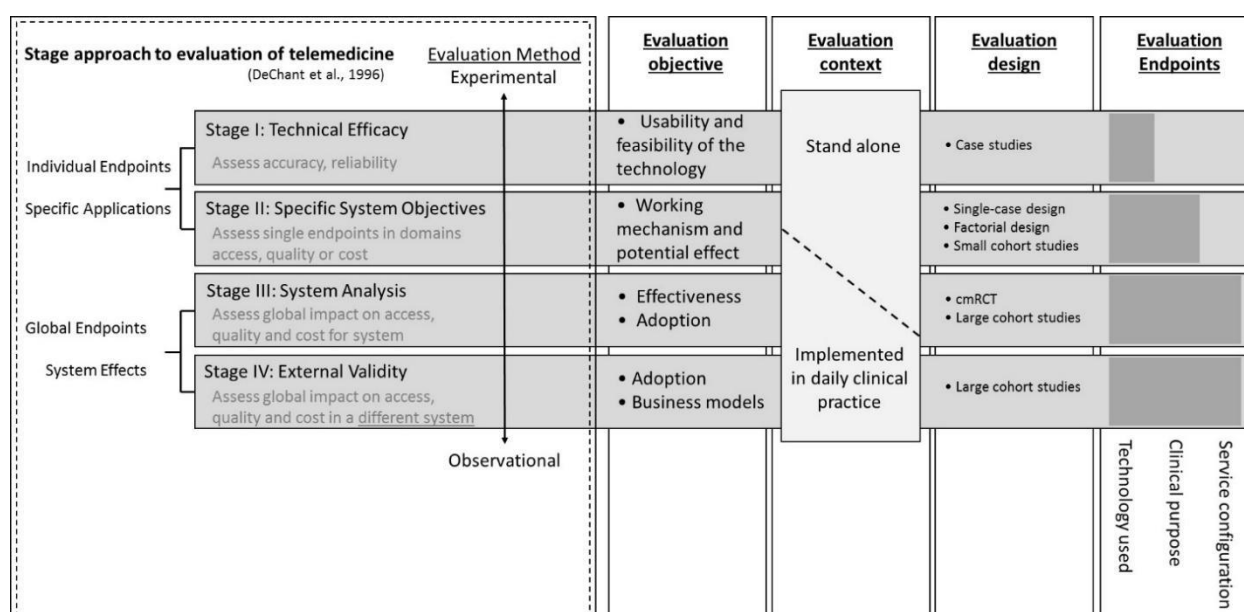 Stage approach to evaluation of telemedicine
(DeChant et al., 1996)
Evaluation Method
Experimental
Evaluation
objective
Evaluation
context
Evaluation
design
Evaluation
Endpoints
Individual Endpoints
Specific Applications
Stage I: Technical Efficacy
Assess accuracy, reliability
• Usability and
feasibility of the
technology
Stand alone
• Case studies
Stage II: Specific System Objectives
Assess single endpoints in domains
access, quality or cost
• Working
mechanism and
potential effect
• Single-case design
• Factorial design
• Small cohort studies
Global Endpoints
System Effects
Stage III: System Analysis
Assess global impact on access,
quality and cost for system
• Effectiveness
• Adoption
• cmRCT
• Large cohort studies
Stage IV: External Validity
Assess global impact on access,
quality and cost in a different system
• Adoption
• Business models
Implemented
in daily clinical
practice
• Large cohort studies
Observational
Technology used
Clinical purpose
Service configuration